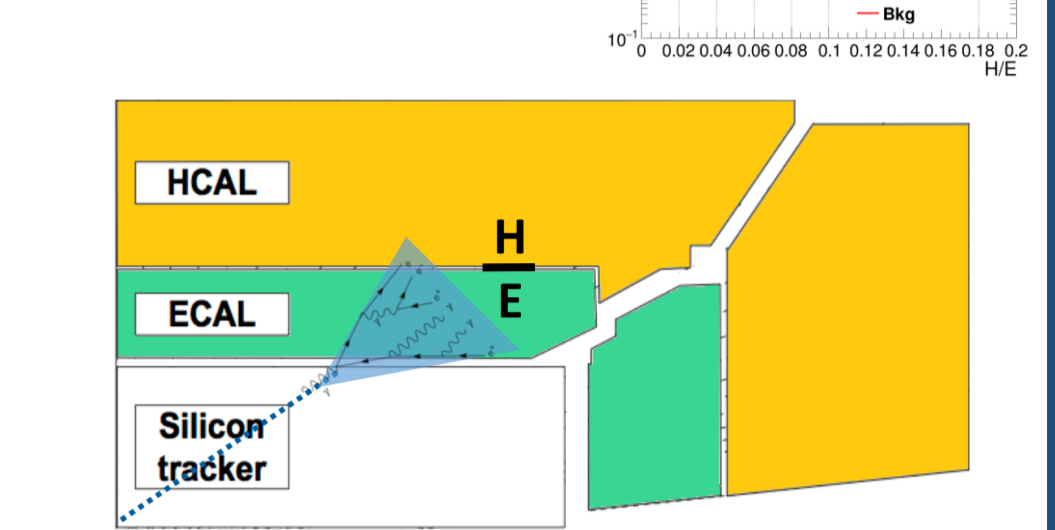 Bkg
10⁻¹
0 0.02 0.04 0.06 0.08 0.1 0.12 0.14 0.16 0.18 0.2
H/E
HCAL
H
E
ECAL
Silicon
tracker
e⁻
γ
γ
γ
e⁺
γ